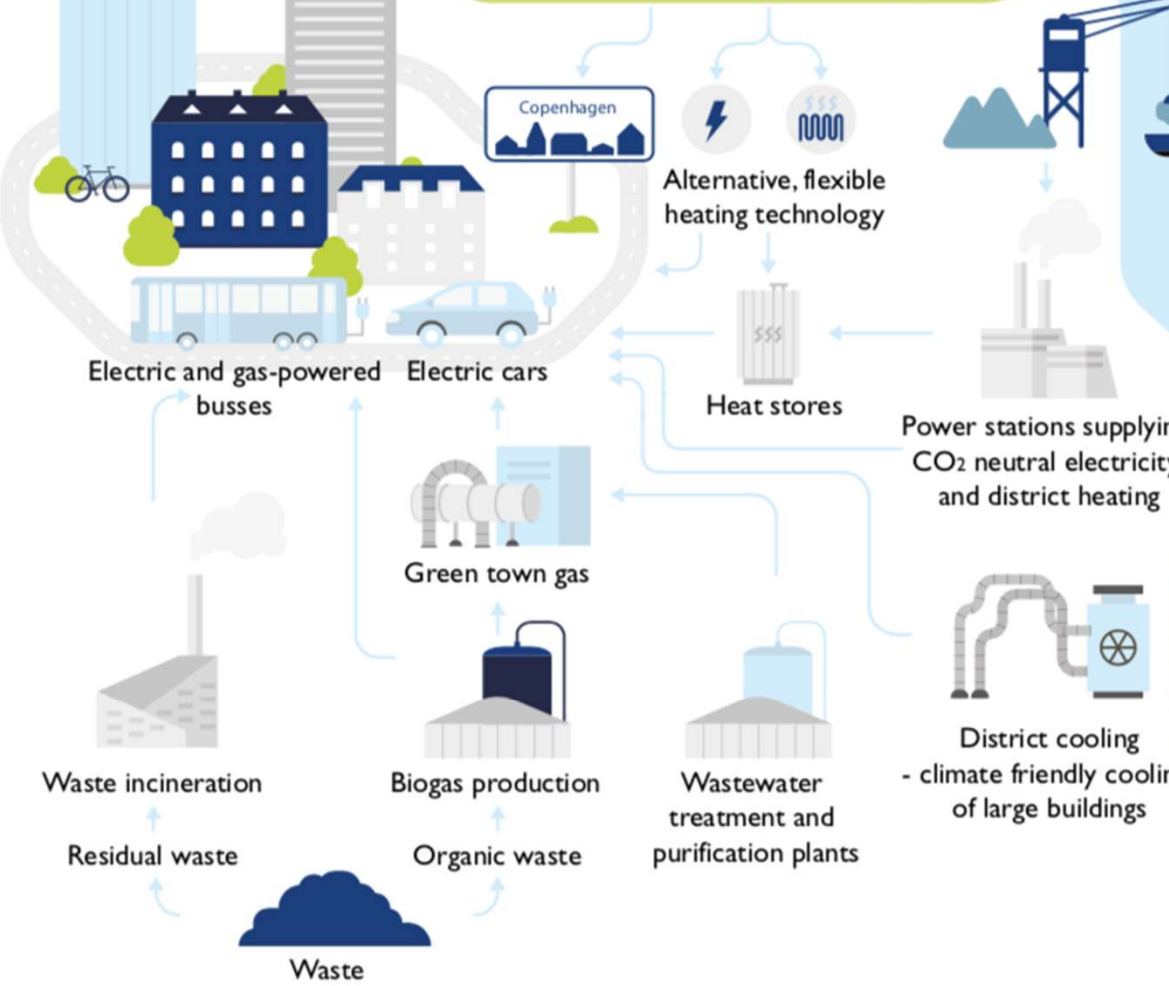 Copenhagen
Alternative, flexible
heating technology
Electric and gas-powered
busses
Electric cars
Heat stores
Power stations supplyin
CO2 neutral electricity
and district heating
Green town gas
District cooling
- climate friendly coolin
of large buildings
Waste incineration
Biogas production
Wastewater
treatment and
purification plants
Residual waste
Organic waste
Waste